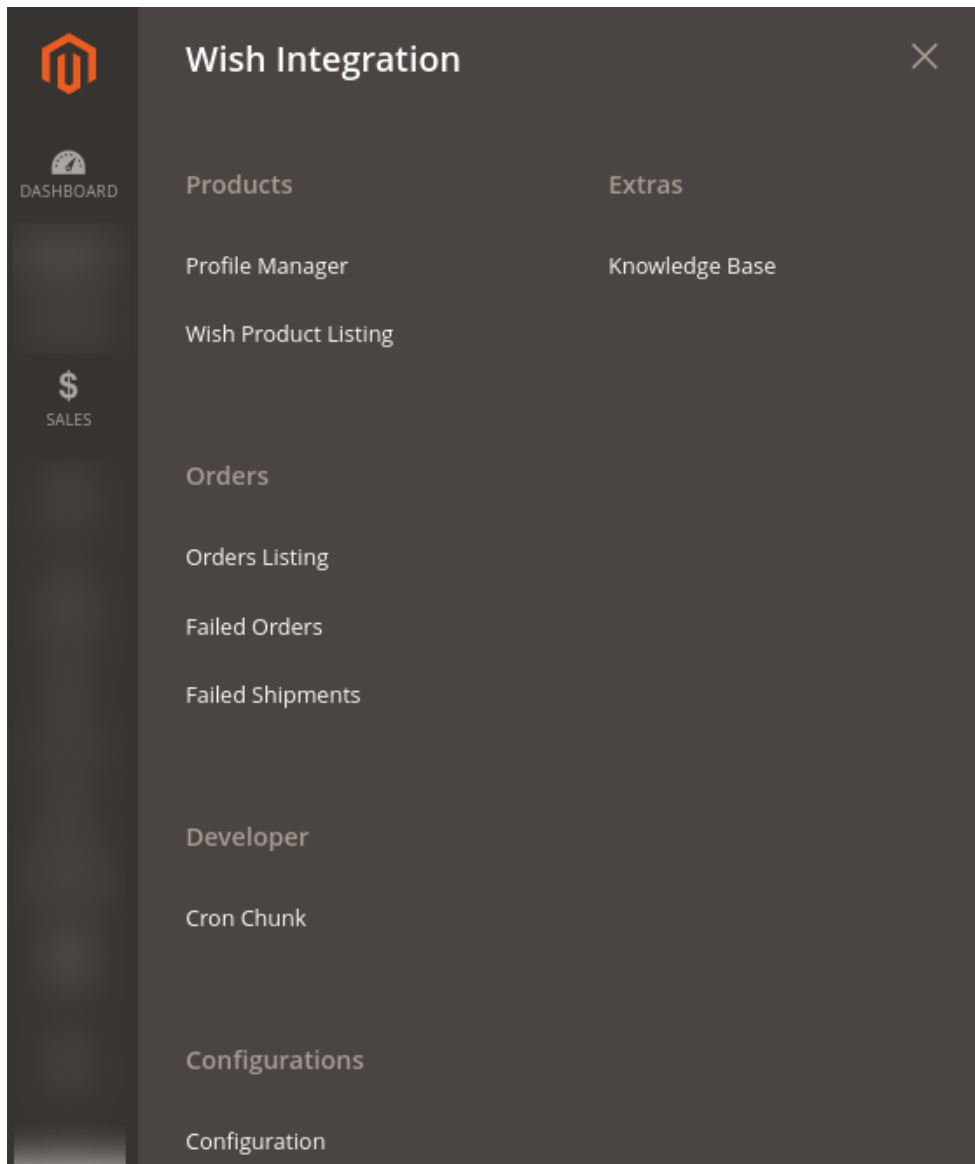 Wish Integration
DASHBOARD
SALES
Products
Profile Manager
Wish Product Listing
Orders
Orders Listing
Failed Orders
Failed Shipments
Developer
Cron Chunk
Configurations
Configuration
Extras
Knowledge Base